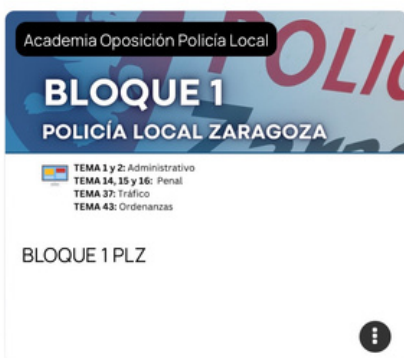 Academia Oposición Policía Local
POLIC
BLOQUE 1
POLICÍA LOCAL ZARAGOZA
TEMA 1 y 2: Administrativo
TEMA 14, 15 y 16: Penal
TEMA 37: Tráfico
TEMA 43: Ordenanzas
BLOQUE 1 PLZ